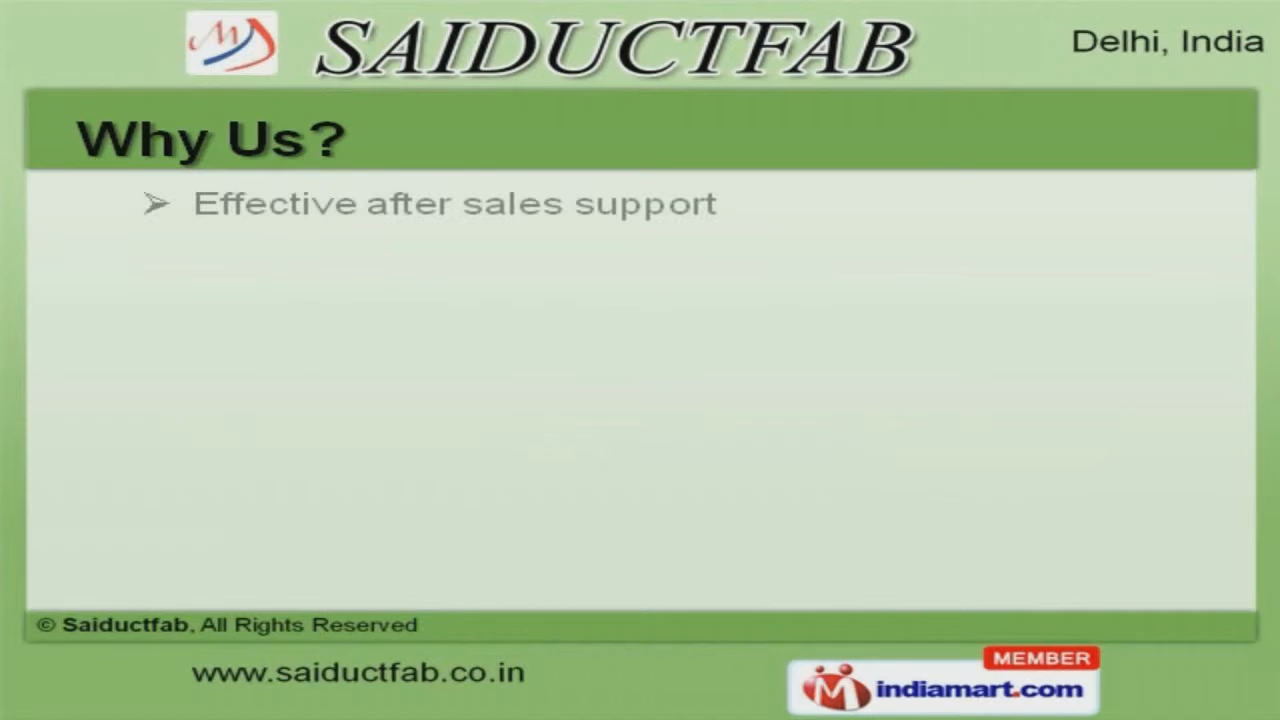 SAIDUCTFAB
Delhi, India
Why Us?
➢ Effective after sales support
© Saiductfab, All Rights Reserved
www.saiductfab.co.in
MEMBER
indiamart.com